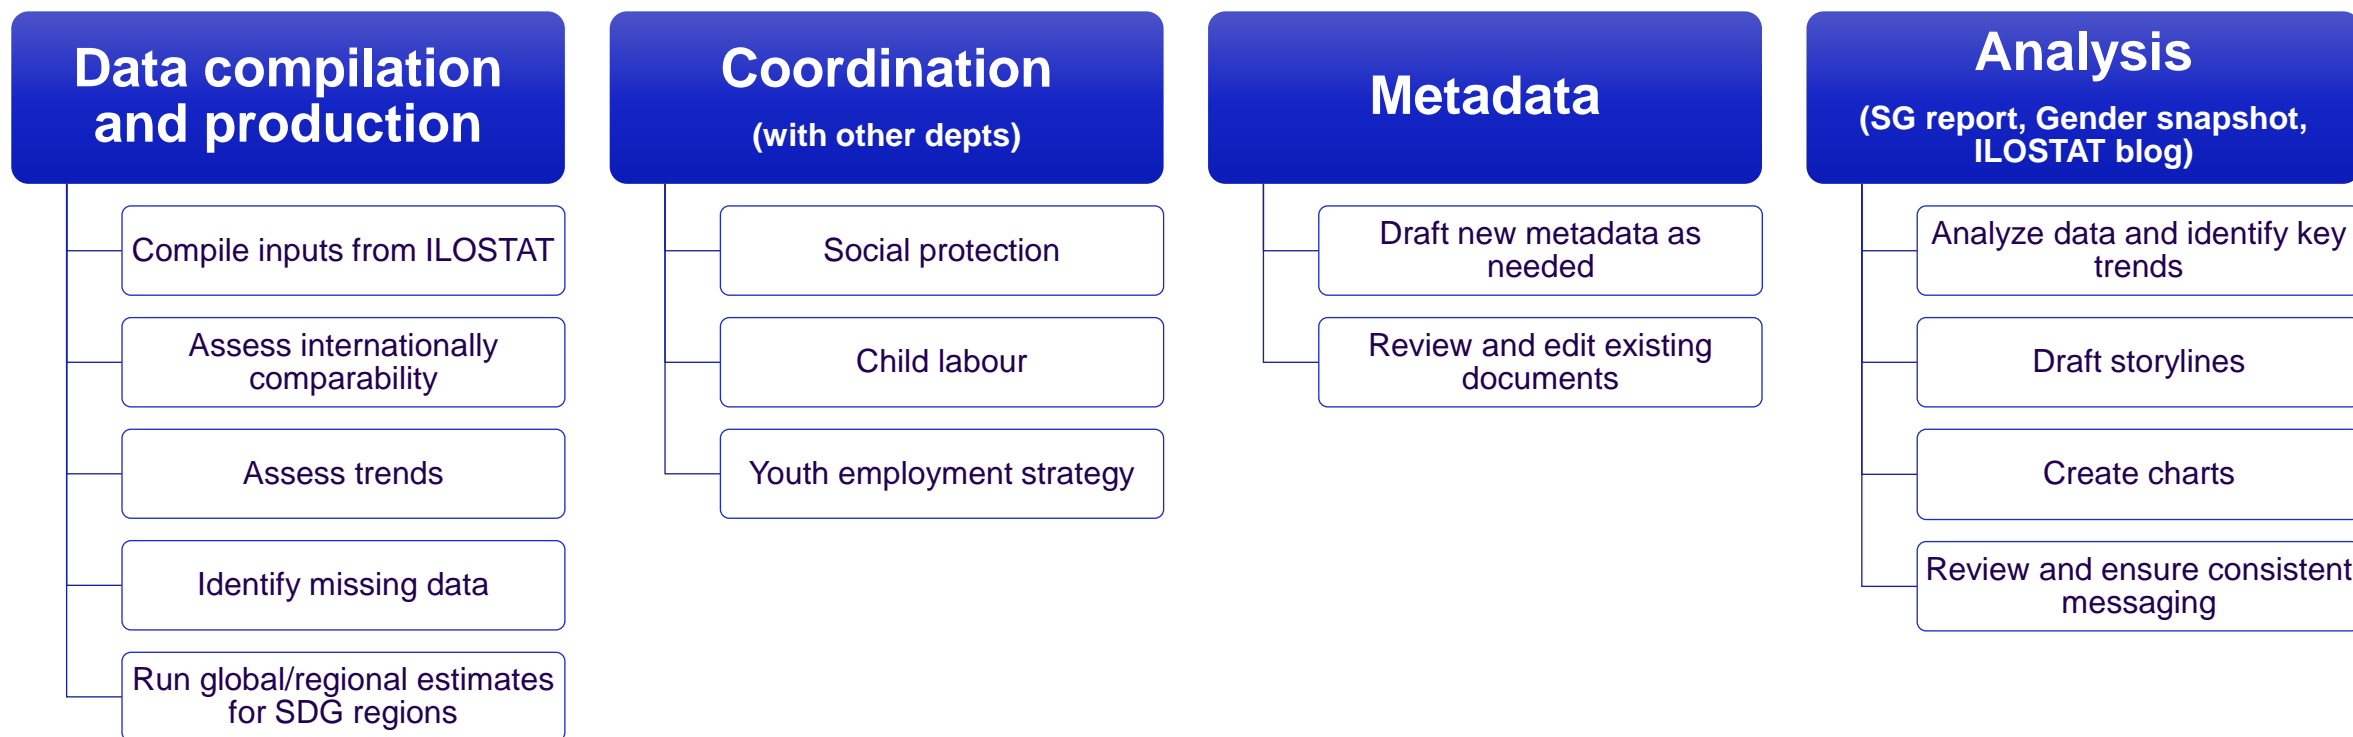 Data compilation
and production
Compile inputs from ILOSTAT
Assess internationally
comparability
Assess trends
Identify missing data
Run global/regional estimates
for SDG regions
Coordination
(with other depts)
Social protection
Child labour
Youth employment strategy
Metadata
Draft new metadata as
needed
Review and edit existing
documents
Analysis
(SG report, Gender snapshot,
ILOSTAT blog)
Analyze data and identify key
trends
Draft storylines
Create charts
Review and ensure consistent
messaging